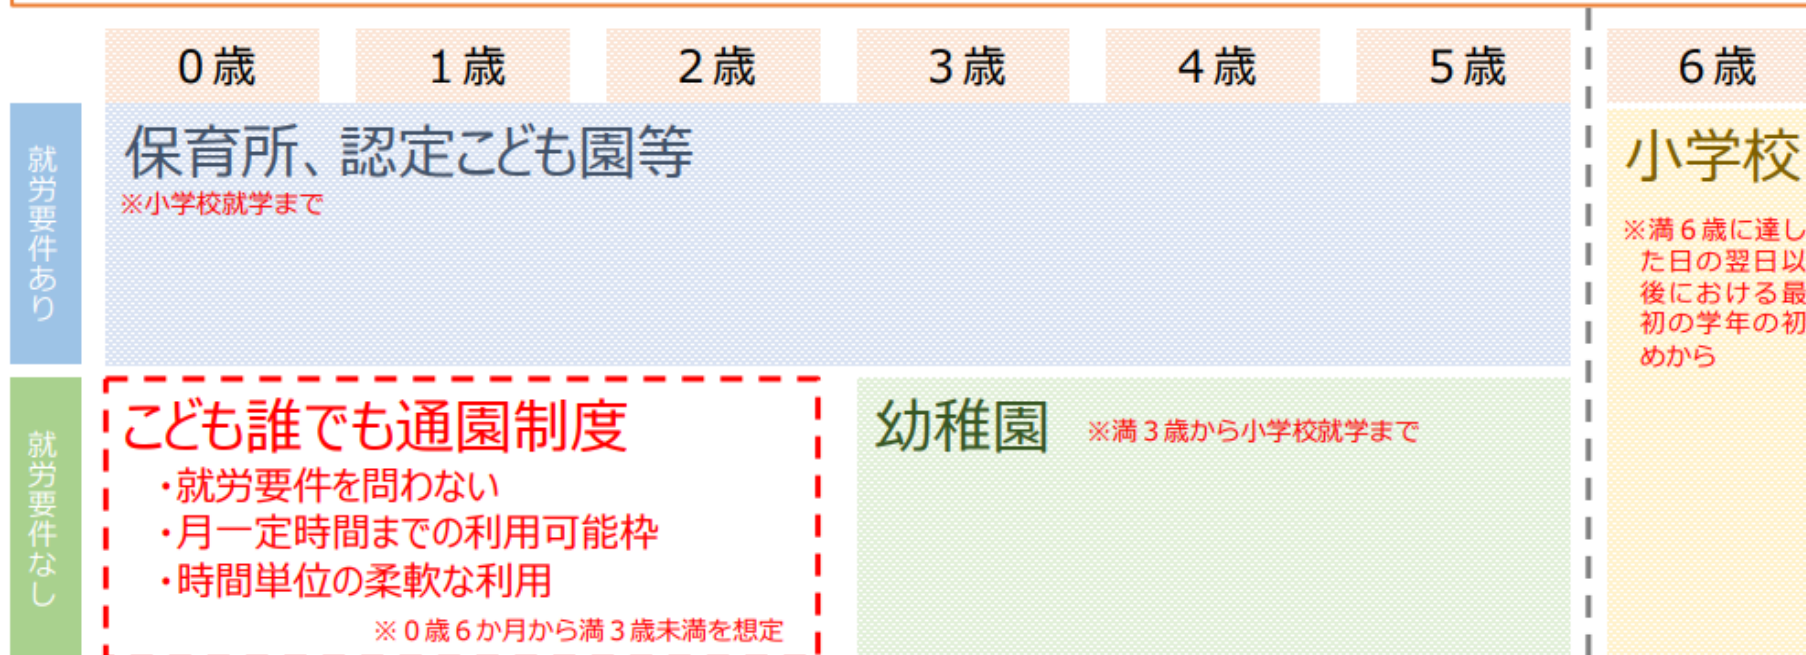 0歳
1歳
2歳
3歳
4歳
5歳
6歳
就労要件あり
保育所、認定こども園等
※小学校就学まで
小学校
※満6歳に達し
た日の翌日以
後における最
初の学年の初
めから
就労要件なし
こども誰でも通園制度
・就労要件を問わない
・月一定時間までの利用可能枠
・時間単位の柔軟な利用
※0歳6か月から満3歳未満を想定
幼稚園
※満3歳から小学校就学まで